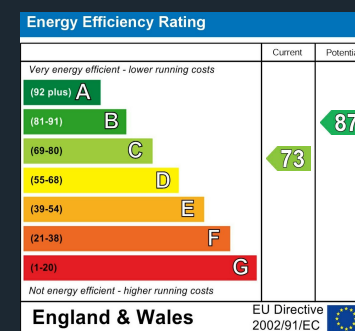 Energy Efficiency Rating
Current Potentia
Very energy efficient - lower running costs
(92 plus) A
(81-91) B
87
(69-80) C
73
(55-68) D
(39-54) E
(21-38) F
(1-20) G
Not energy efficient - higher running costs
England & Wales
EU Directive
2002/91/EC